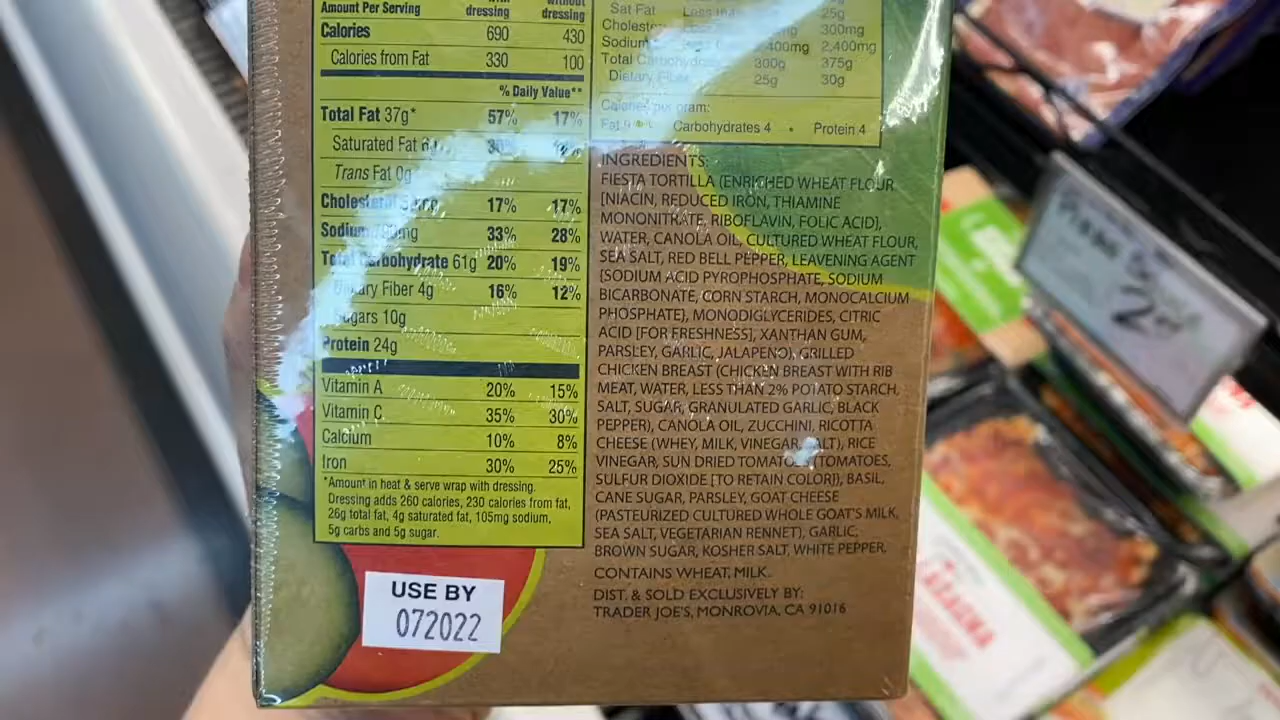 Amount Per Serving dressing dressing
Calories 690 430
Calories from Fat 330 100
% Daily Value**
Total Fat 37g* 57% 17%
Saturated Fat
Trans Fat 0g
Cholesterol 17% 17%
Sodium 33% 28%
Total Carbohydrate 61g 20% 19%
Dietary Fiber 4g 16% 12%
Sugars 10g
Protein 24g
Vitamin A 20% 15%
Vitamin C 35% 30%
Calcium 10% 8%
Iron 30% 25%
*Amount in heat & serve wrap with dressing.
Dressing adds 260 calories, 230 calories from fat,
26g total fat, 4g saturated fat, 105mg sodium,
5g carbs and 5g sugar.
USE BY
072022
Sat Fat Less 25g
300mg
Sodium 2,400mg
Total 300g 375g
Dietary Fiber 25g 30g
Calories per gram:
Carbohydrates 4 • Protein 4
INGREDIENTS:
FIESTA TORTILLA (ENRICHED WHEAT FLOUR
[NIACIN, REDUCED IRON, THIAMINE
MONONITRATE, RIBOFLAVIN, FOLIC ACID],
WATER, CANOLA OIL, CULTURED WHEAT FLOUR,
SEA SALT, RED BELL PEPPER, LEAVENING AGENT
[SODIUM ACID PYROPHOSPHATE, SODIUM
BICARBONATE, CORN STARCH, MONOCALCIUM
PHOSPHATE], MONODIGLYCERIDES, CITRIC
ACID [FOR FRESHNESS], XANTHAN GUM,
PARSLEY, GARLIC, JALAPENO), GRILLED
CHICKEN BREAST (CHICKEN BREAST WITH RIB
MEAT, WATER, LESS THAN 2% POTATO STARCH,
SALT, SUGAR, GRANULATED GARLIC, BLACK
PEPPER), CANOLA OIL, ZUCCHINI, RICOTTA
CHEESE (WHEY, MILK, VINEGAR, SALT), RICE
VINEGAR, SUN DRIED TOMATOES (TOMATOES,
SULFUR DIOXIDE [TO RETAIN COLOR]), BASIL,
CANE SUGAR, PARSLEY, GOAT CHEESE
(PASTEURIZED CULTURED WHOLE GOAT'S MILK,
SEA SALT, VEGETARIAN RENNET), GARLIC,
BROWN SUGAR, KOSHER SALT, WHITE PEPPER.
CONTAINS WHEAT, MILK.
DIST. & SOLD EXCLUSIVELY BY:
TRADER JOE'S, MONROVIA, CA 91016